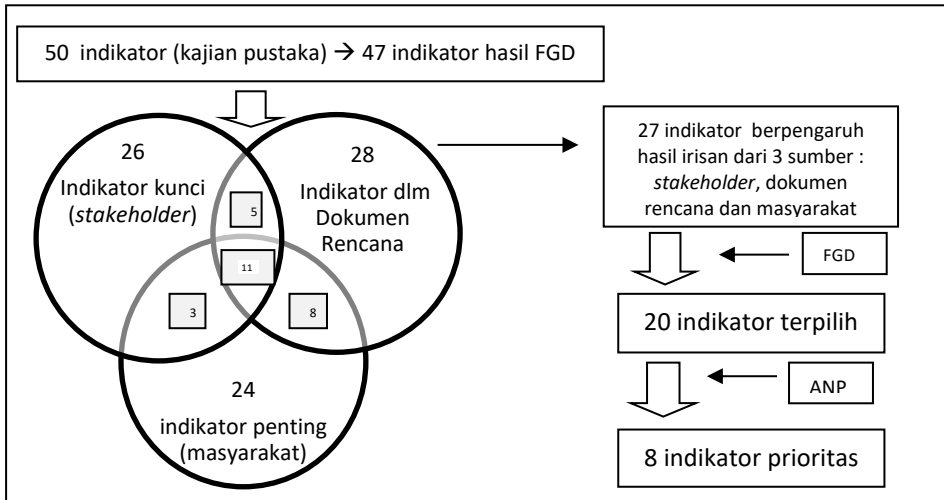 50 indikator (kajian pustaka) → 47 indikator hasil FGD
26
Indikator kunci
(stakeholder)
28
Indikator dlm
Dokumen
Rencana
5
11
3
8
24
indikator penting
(masyarakat)
27 indikator berpengaruh
hasil irisan dari 3 sumber :
stakeholder, dokumen
rencana dan masyarakat
FGD
20 indikator terpilih
ANP
8 indikator prioritas